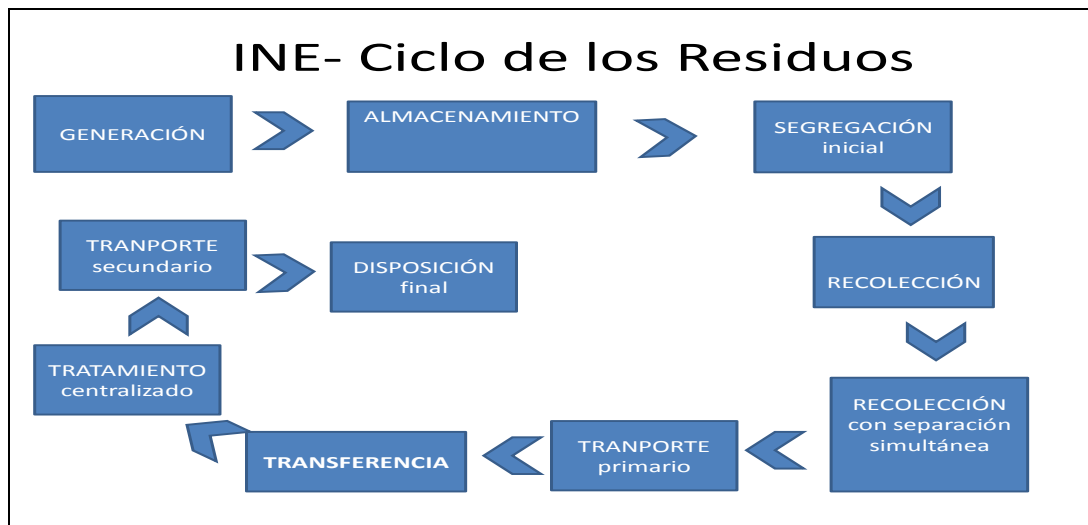 INE- Ciclo de los Residuos
GENERACIÓN
ALMACENAMIENTO
SEGREGACIÓN
inicial
RECOLECCIÓN
RECOLECCIÓN
con separación
simultánea
TRANPORTE
primario
TRANSFERENCIA
TRATAMIENTO
centralizado
TRANPORTE
secundario
DISPOSICIÓN
final